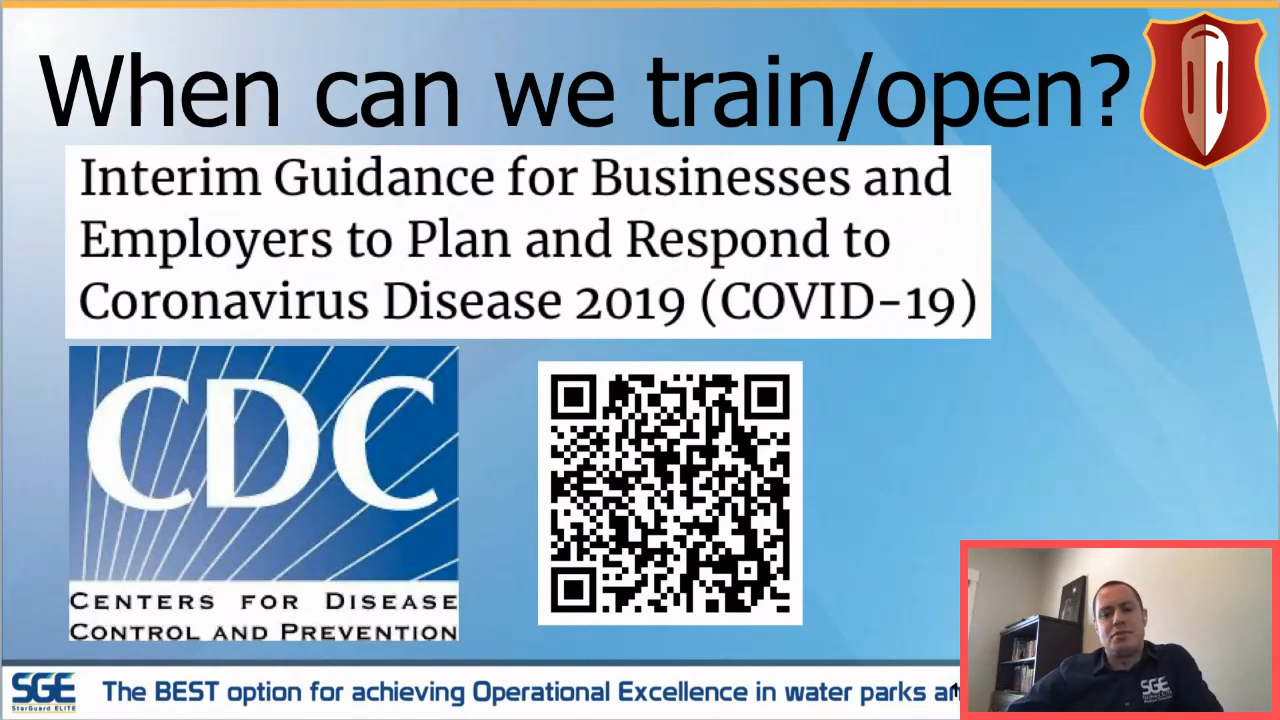 When can we train/open?
Interim Guidance for Businesses and
Employers to Plan and Respond to
Coronavirus Disease 2019 (COVID-19)
CDC
CENTERS FOR DISEASE
CONTROL AND PREVENTION
SGE
SGE
StarGuard ELITE
The BEST option for achieving Operational Excellence in water parks